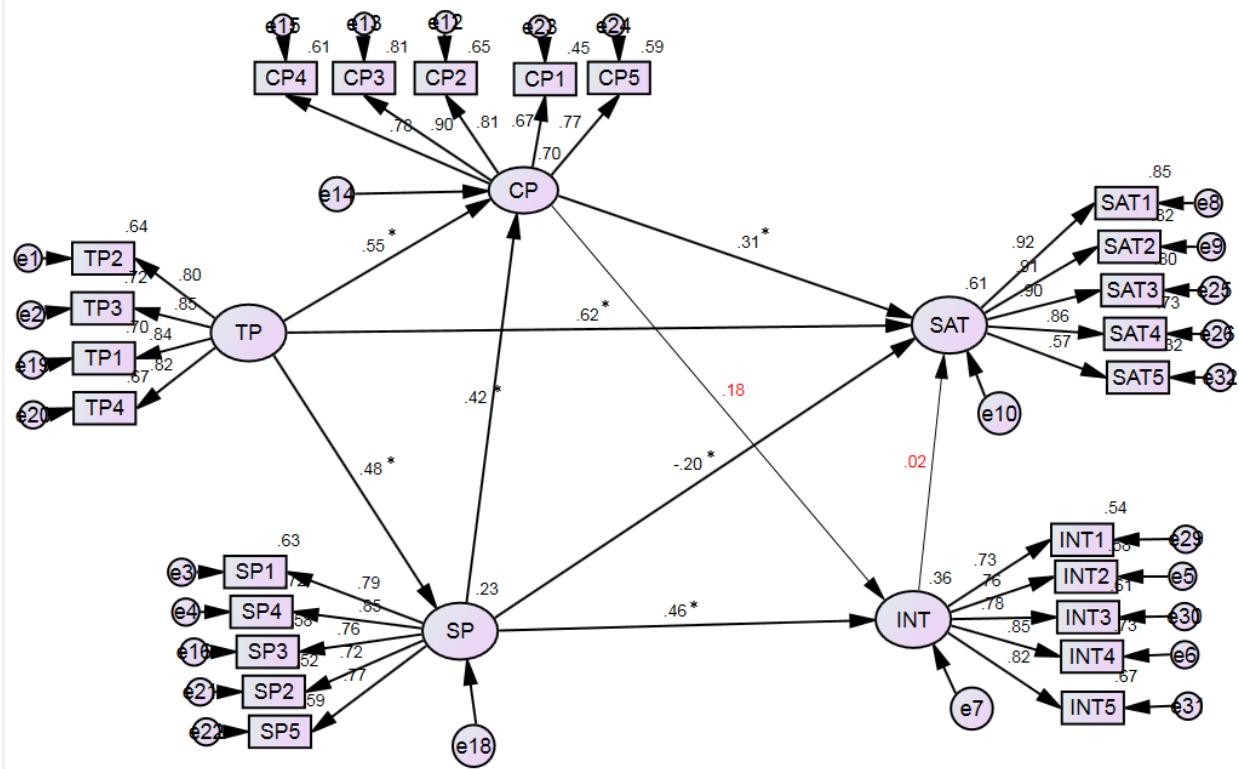 e15 e13 e12 e23 e24
.61 .81 .65 .45 .59
CP4 CP3 CP2 CP1 CP5
.78 .90 .81 .67 .77
.70
e14 CP
.85
SAT1 e8
.82
.64
e1 TP2
.55 * .31 *
.92
SAT2 e9
.80
.80
.72
.91
e2 TP3
.85
.61 .90
SAT3 e25
.73
.70
.84
TP .62 * SAT
.86
SAT4 e26
.32
e19 TP1
.82
.57
.67
SAT5 e32
e20 TP4
.42 * .18
e10
.48 * -.20 * .02
.54
.63
INT1 e29
.58
e3 SP1
.73
.72
.79
.23 .36 .76
INT2 e5
.61
e4 SP4
.85
.78
.58
INT3 e30
.73
.76
SP .46 * INT
.85
e16 SP3
.52
.72
.82
INT4 e6
.67
e21 SP2
.77
.59
INT5 e31
e22 SP5
e18 e7